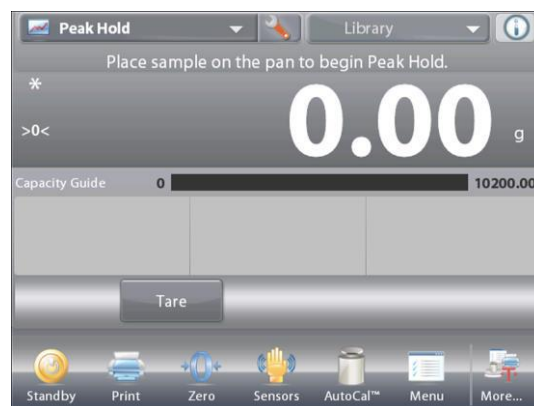 Peak Hold Library
Place sample on the pan to begin Peak Hold.
*
>0< 0.00 g
Capacity Guide 0 10200.00
Tare
Standby Print Zero Sensors AutoCal™ Menu More...